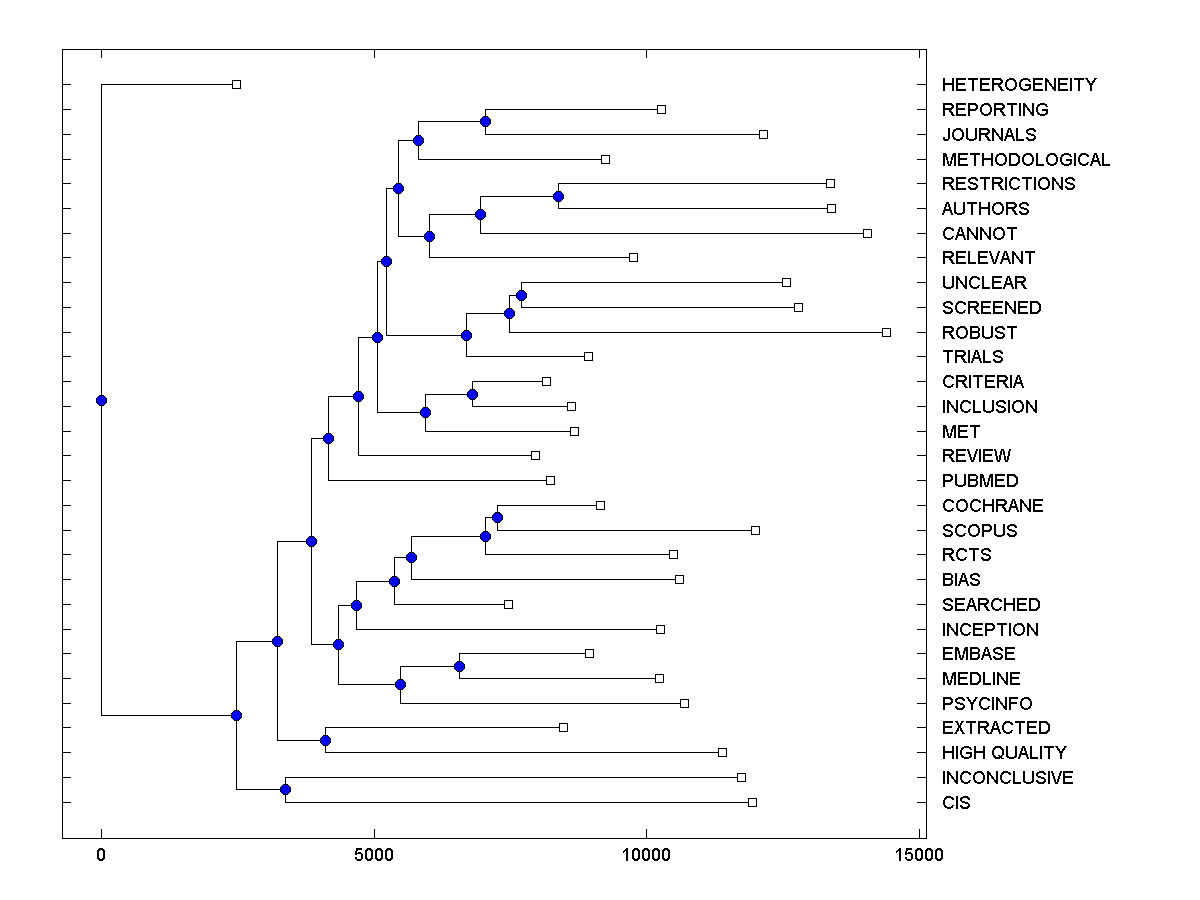 HETEROGENEITY
REPORTING
JOURNALS
METHODOLOGICAL
RESTRICTIONS
AUTHORS
CANNOT
RELEVANT
UNCLEAR
SCREENED
ROBUST
TRIALS
CRITERIA
INCLUSION
MET
REVIEW
PUBMED
COCHRANE
SCOPUS
RCTS
BIAS
SEARCHED
INCEPTION
EMBASE
MEDLINE
PSYCINFO
EXTRACTED
HIGH QUALITY
INCONCLUSIVE
CIS
0 5000 10000 15000